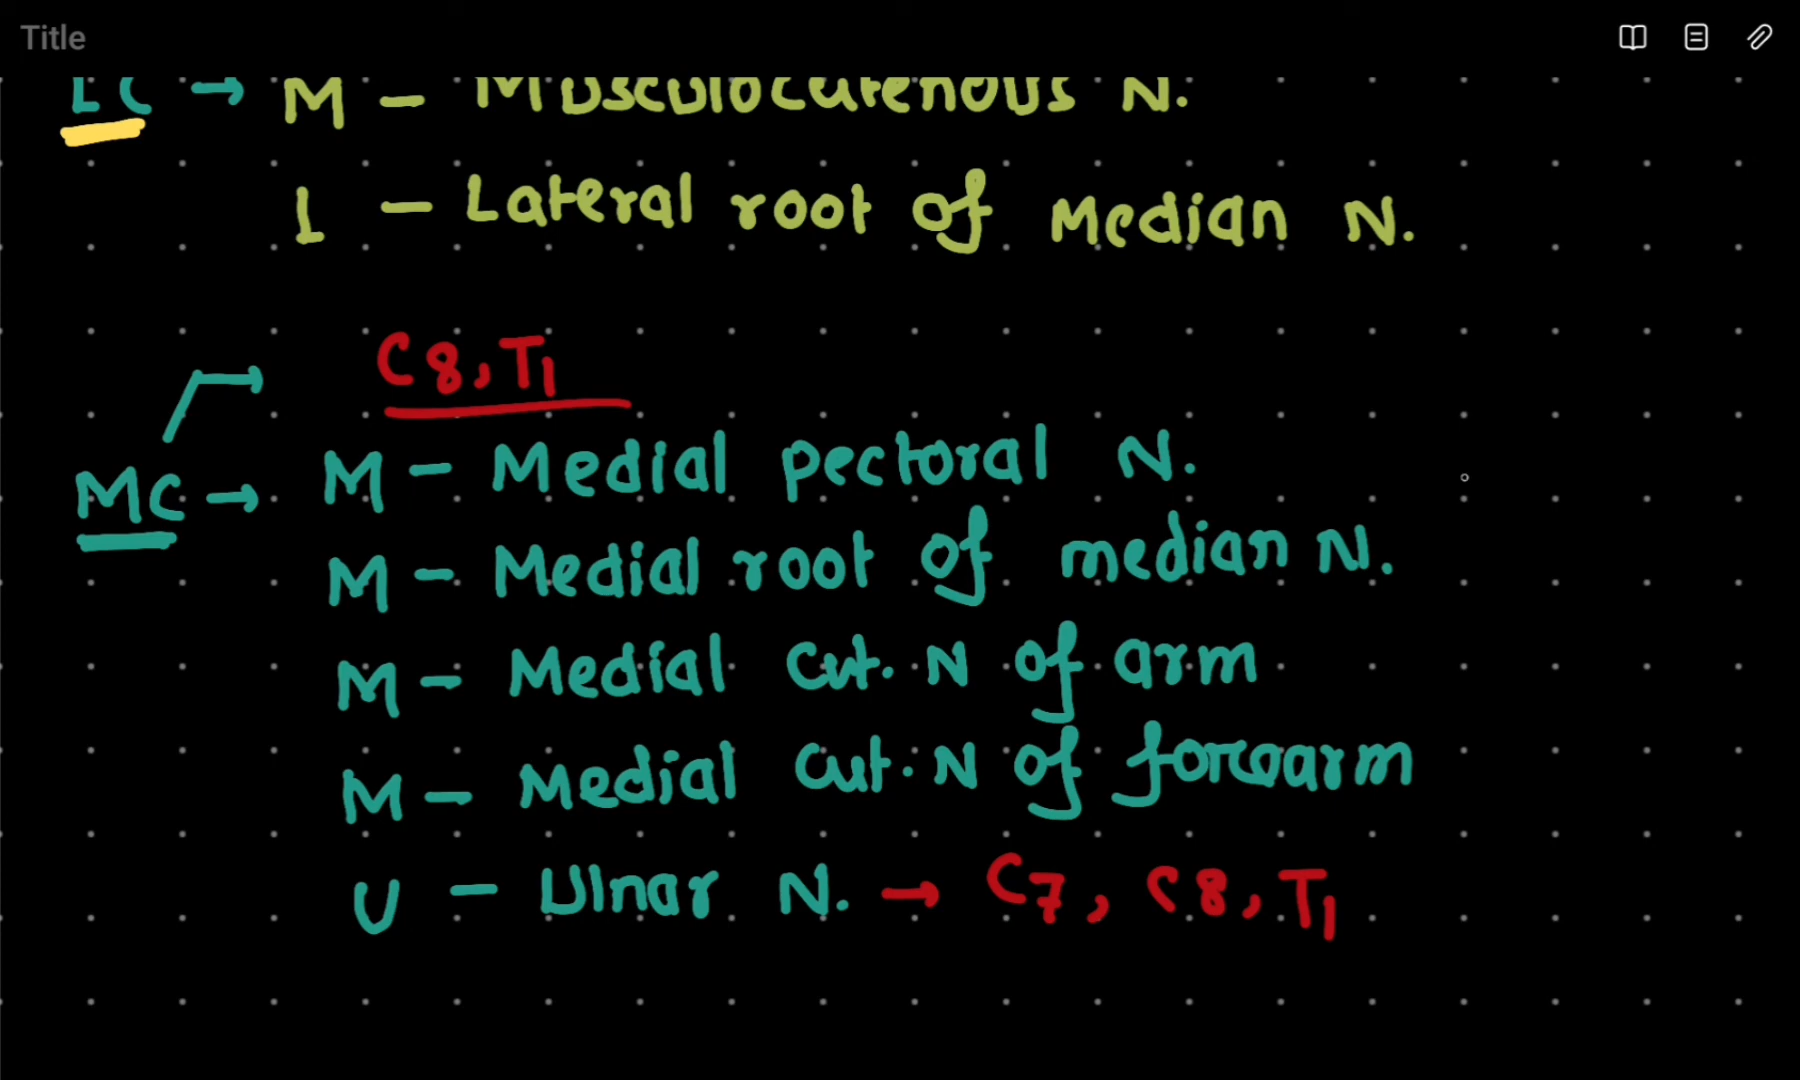 Title
LC → M - Musculocutenous N.
L - Lateral root of Median N.
C8, T1
MC → M - Medial pectoral N.
M - Medial root of median N.
M - Medial Cut. N of arm
M - Medial Cut. N of forearm
U - Ulnar N. → C7, C8, T1